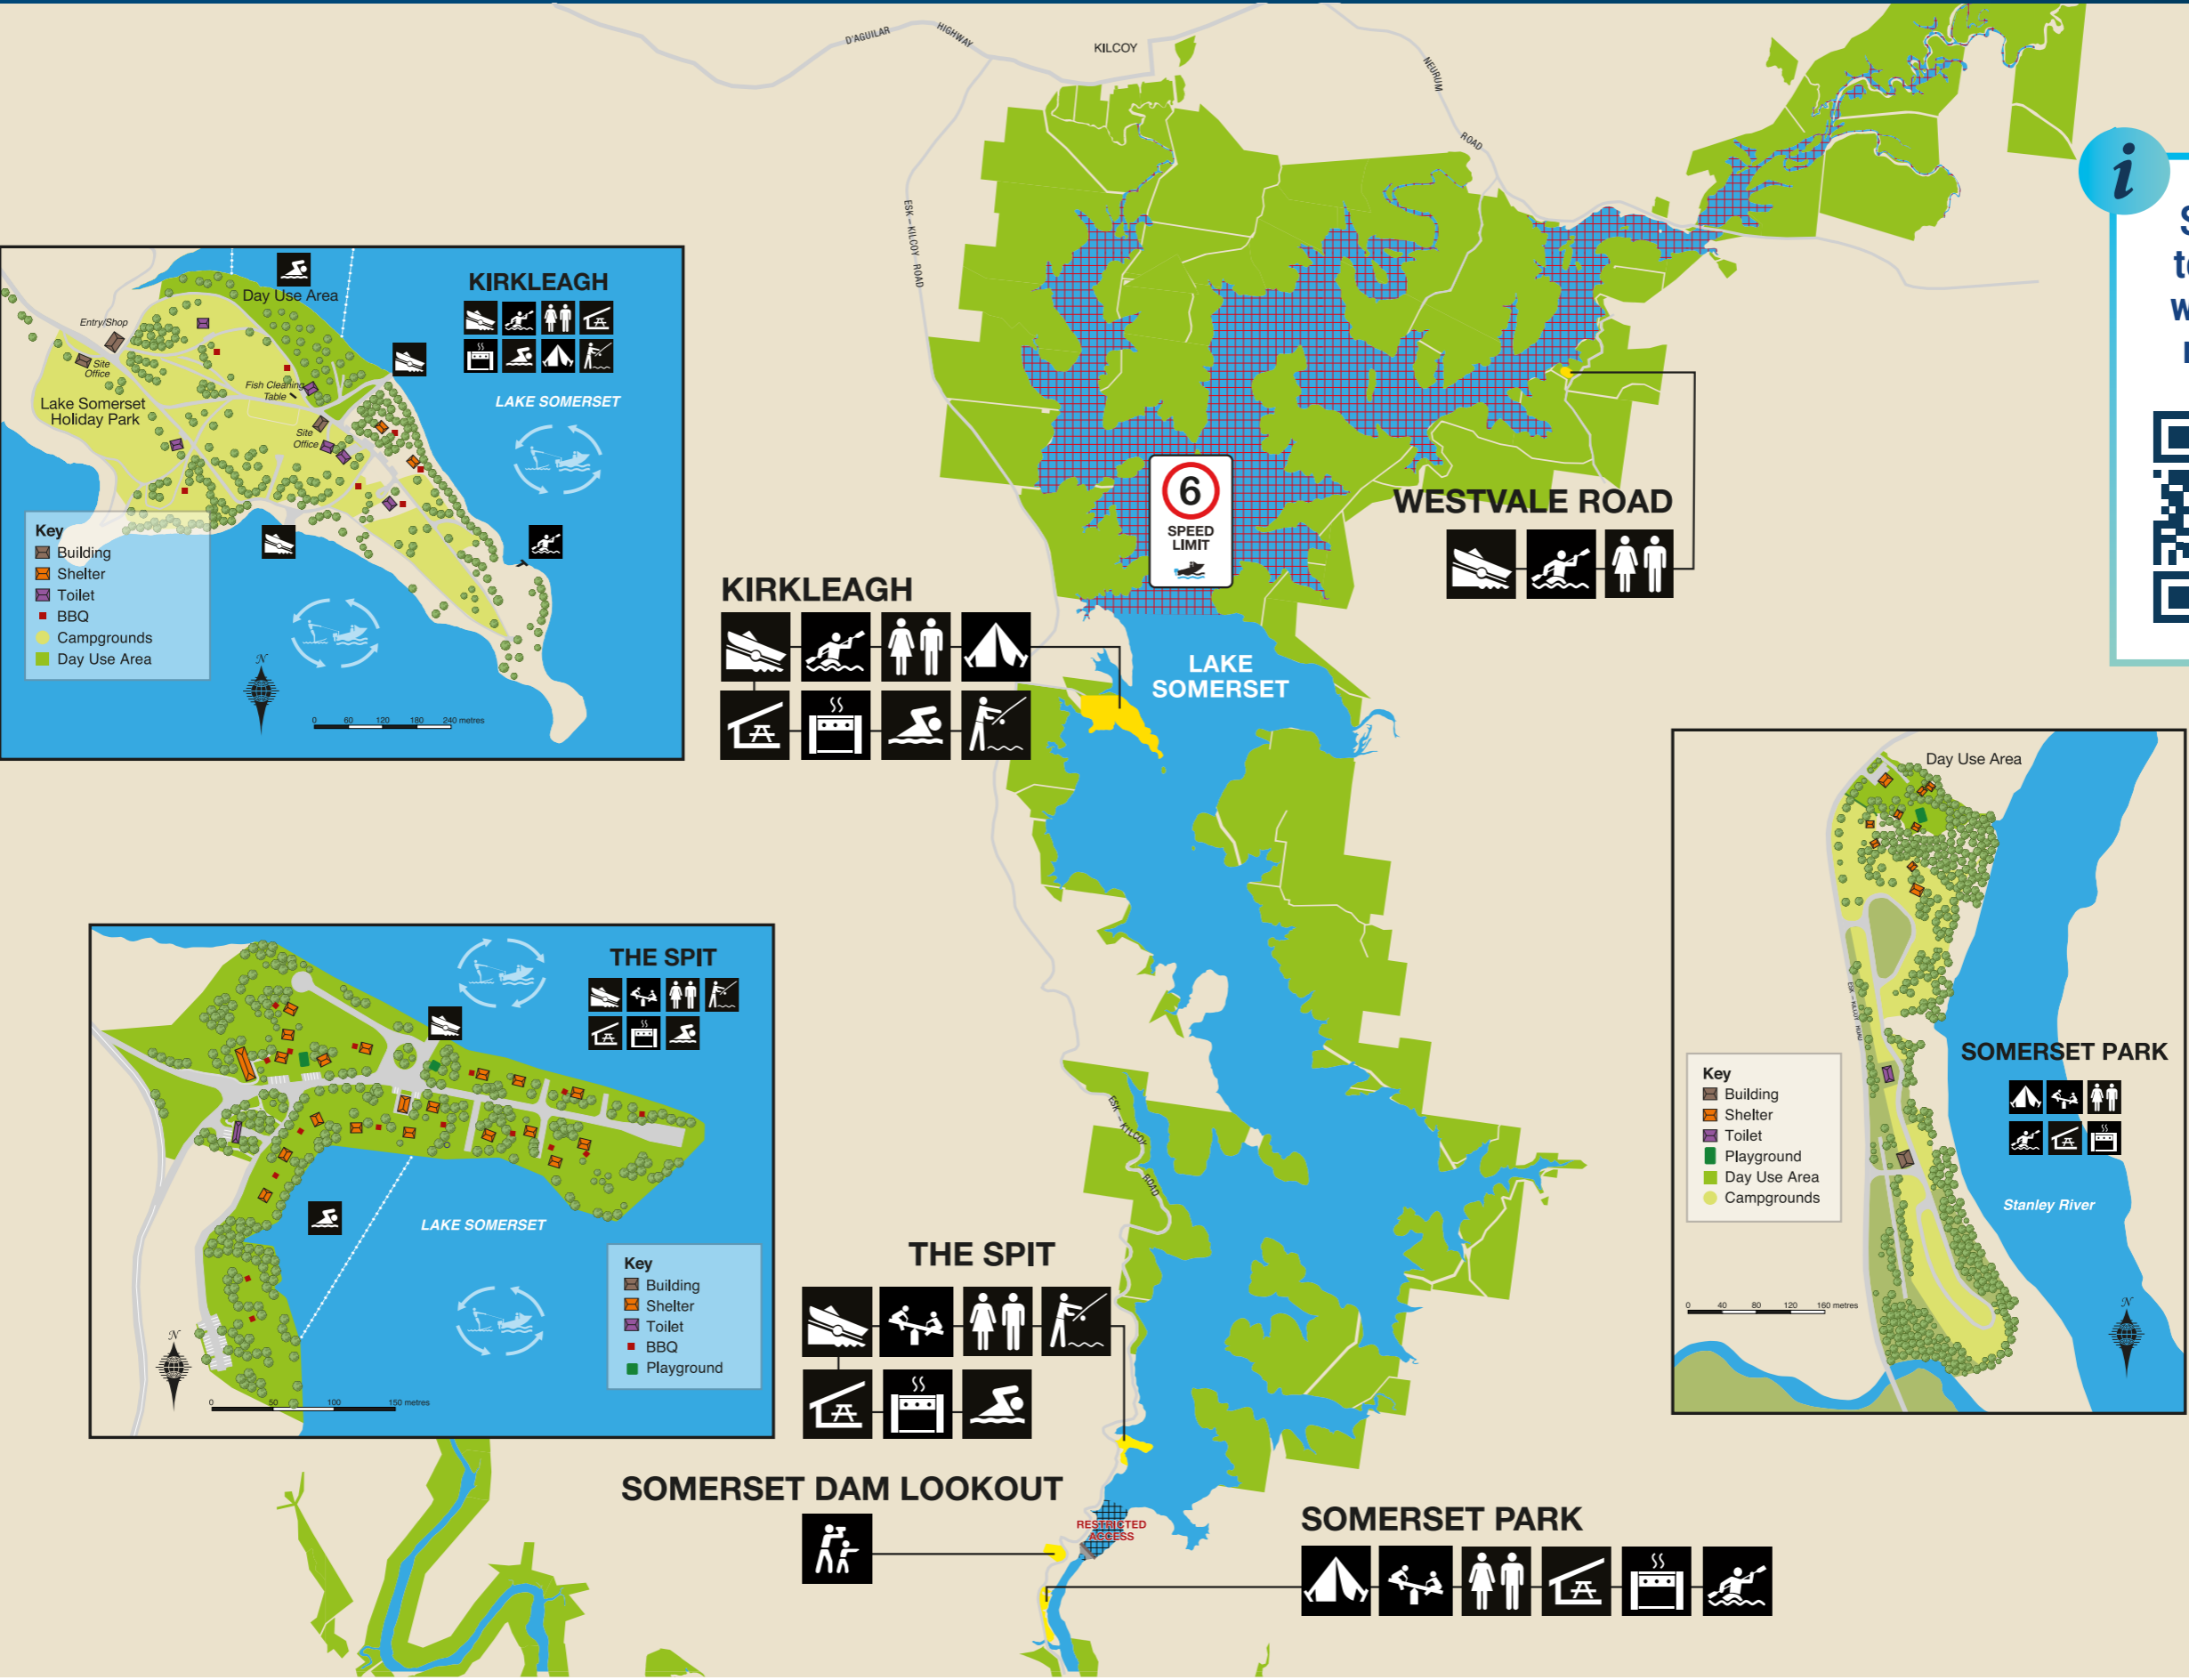 D'AGUILAR HIGHWAY
KILCOY
NEURUM ROAD
ESK – KILCOY ROAD
KIRKLEAGH
Day Use Area
Entry/Shop
Site
Office
Fish Cleaning
Table
Lake Somerset
Holiday Park
Site
Office
LAKE SOMERSET
Key
Building
Shelter
Toilet
BBQ
Campgrounds
Day Use Area
N
0 60 120 180 240 metres
i
6
SPEED
LIMIT
WESTVALE ROAD
KIRKLEAGH
LAKE
SOMERSET
Day Use Area
ESK – KILCOY ROAD
SOMERSET PARK
Stanley River
Key
Building
Shelter
Toilet
Playground
Day Use Area
Campgrounds
0 40 80 120 160 metres
N
THE SPIT
LAKE SOMERSET
Key
Building
Shelter
Toilet
BBQ
Playground
N
0 50 100 150 metres
ESK – KILCOY ROAD
THE SPIT
SOMERSET DAM LOOKOUT
RESTRICTED
ACCESS
SOMERSET PARK